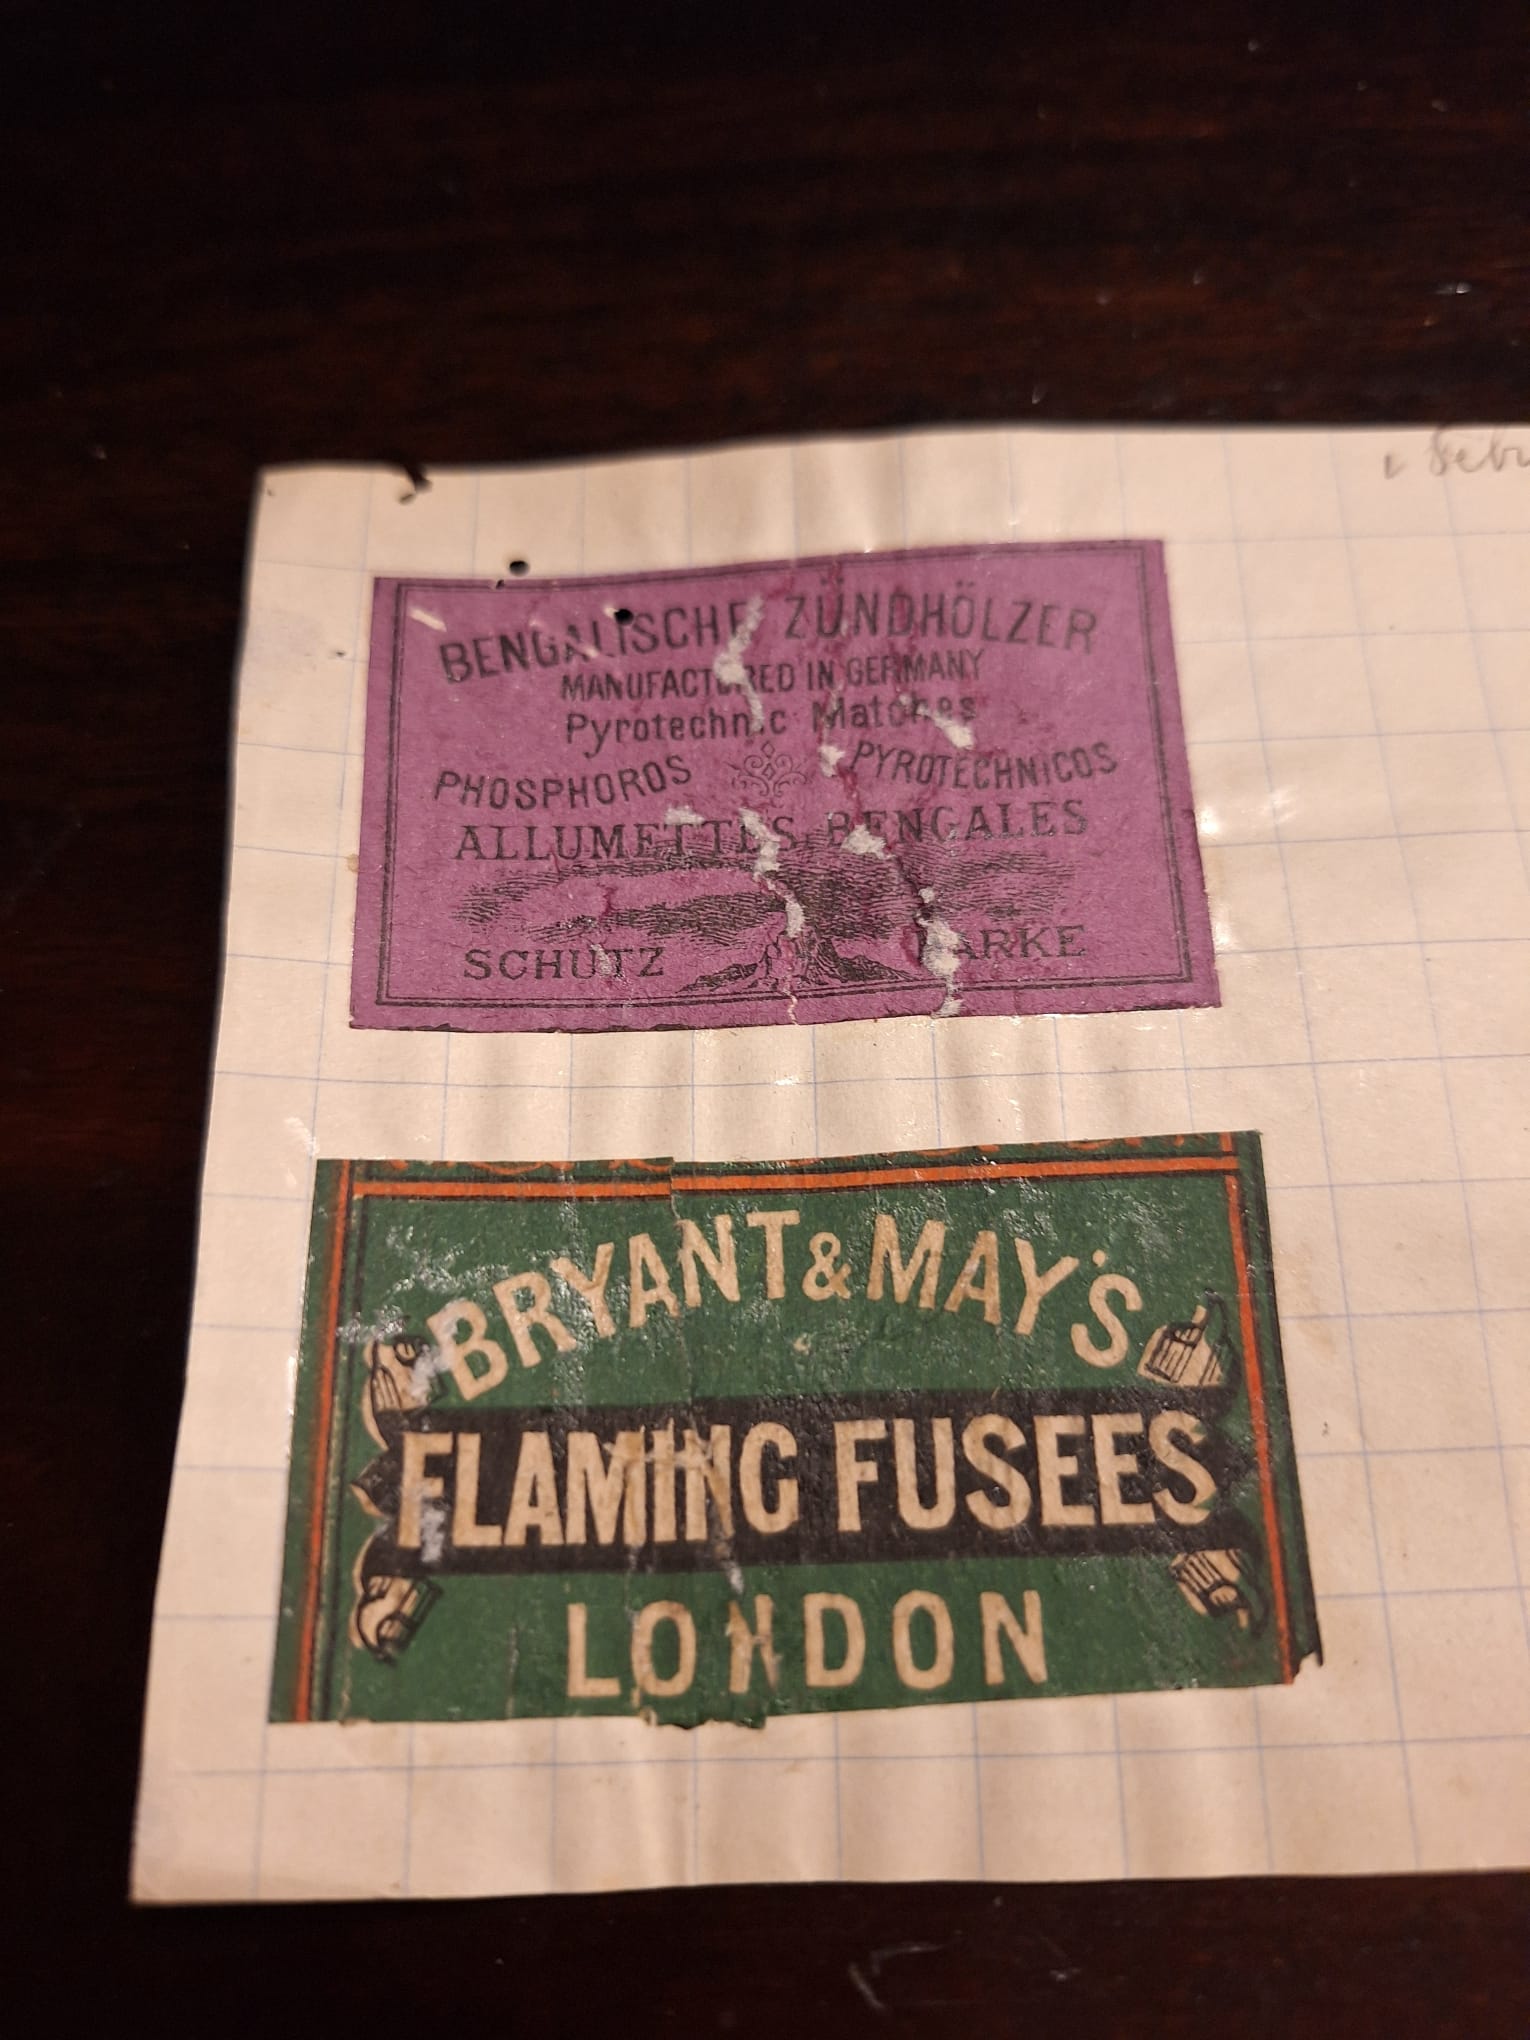 BENGALISCHE ZÜNDHÖLZER
MANUFACTURED IN GERMANY
Pyrotechnic Matches
PHOSPHOROS PYROTECHNICOS
ALLUMETTES BENGALES
SCHUTZ MARKE
BRYANT & MAY'S
FLAMING FUSEES
LONDON